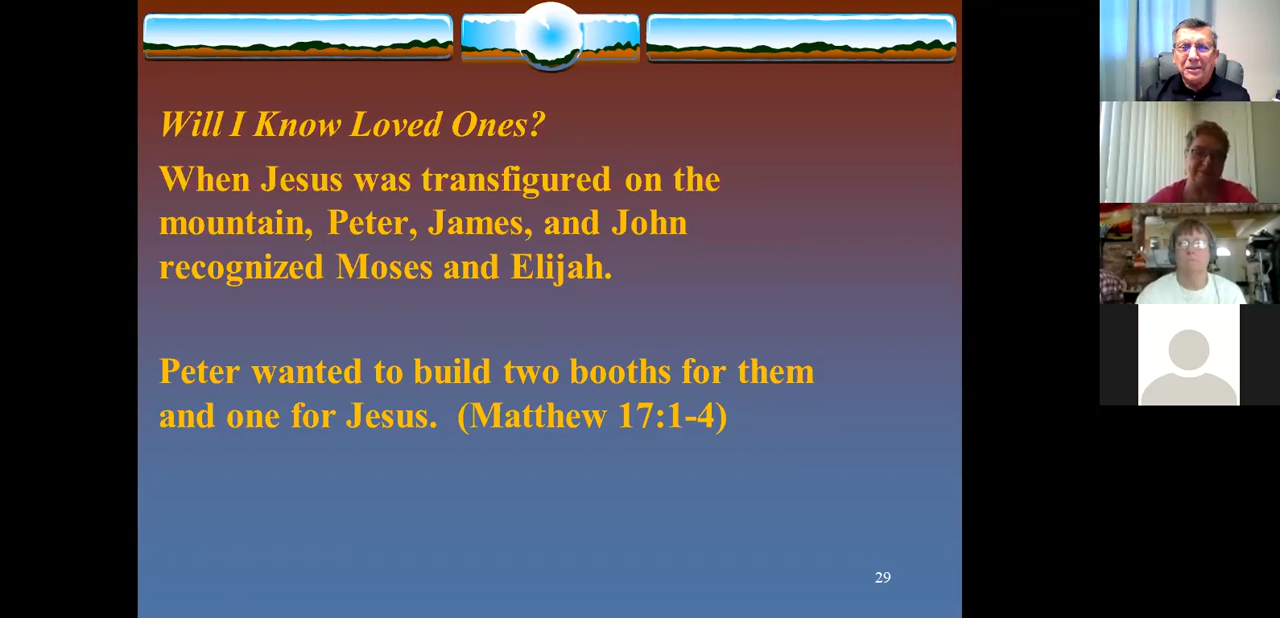 Will I Know Loved Ones?
When Jesus was transfigured on the
mountain, Peter, James, and John
recognized Moses and Elijah.
Peter wanted to build two booths for them
and one for Jesus.  (Matthew 17:1-4)
29